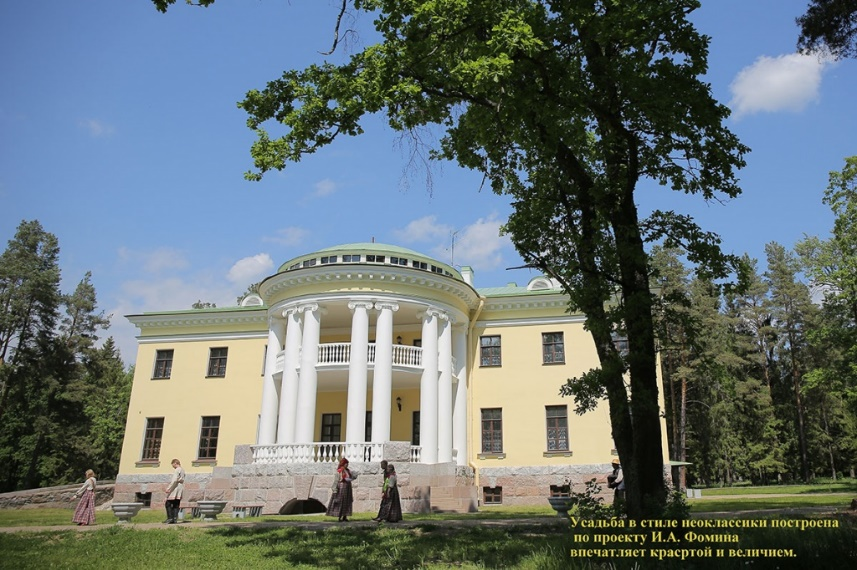 Усадьба в стиле неоклассики построена
по проекту И.А. Фомина
впечатляет красртой и величием.